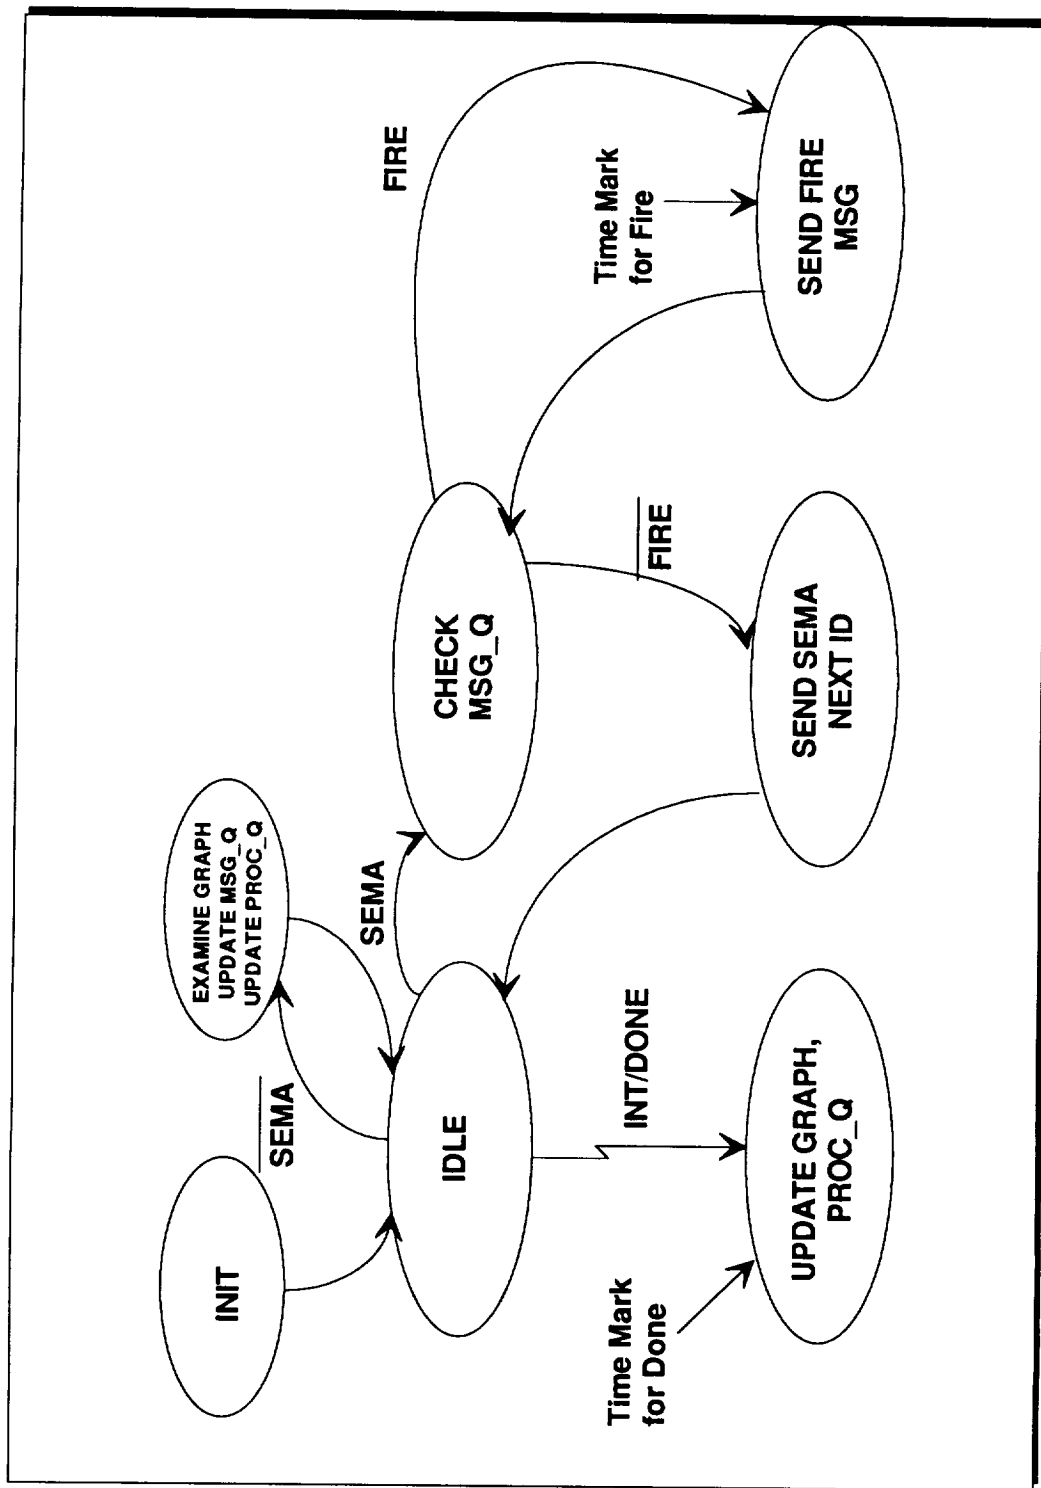 INIT
SEMA
EXAMINE GRAPH
UPDATE MSG_Q
UPDATE PROC_Q
IDLE
SEMA
CHECK
MSG_Q
FIRE
INT/DONE
FIRE
Time Mark
for Fire
Time Mark
for Done
UPDATE GRAPH,
PROC_Q
SEND SEMA
NEXT ID
SEND FIRE
MSG